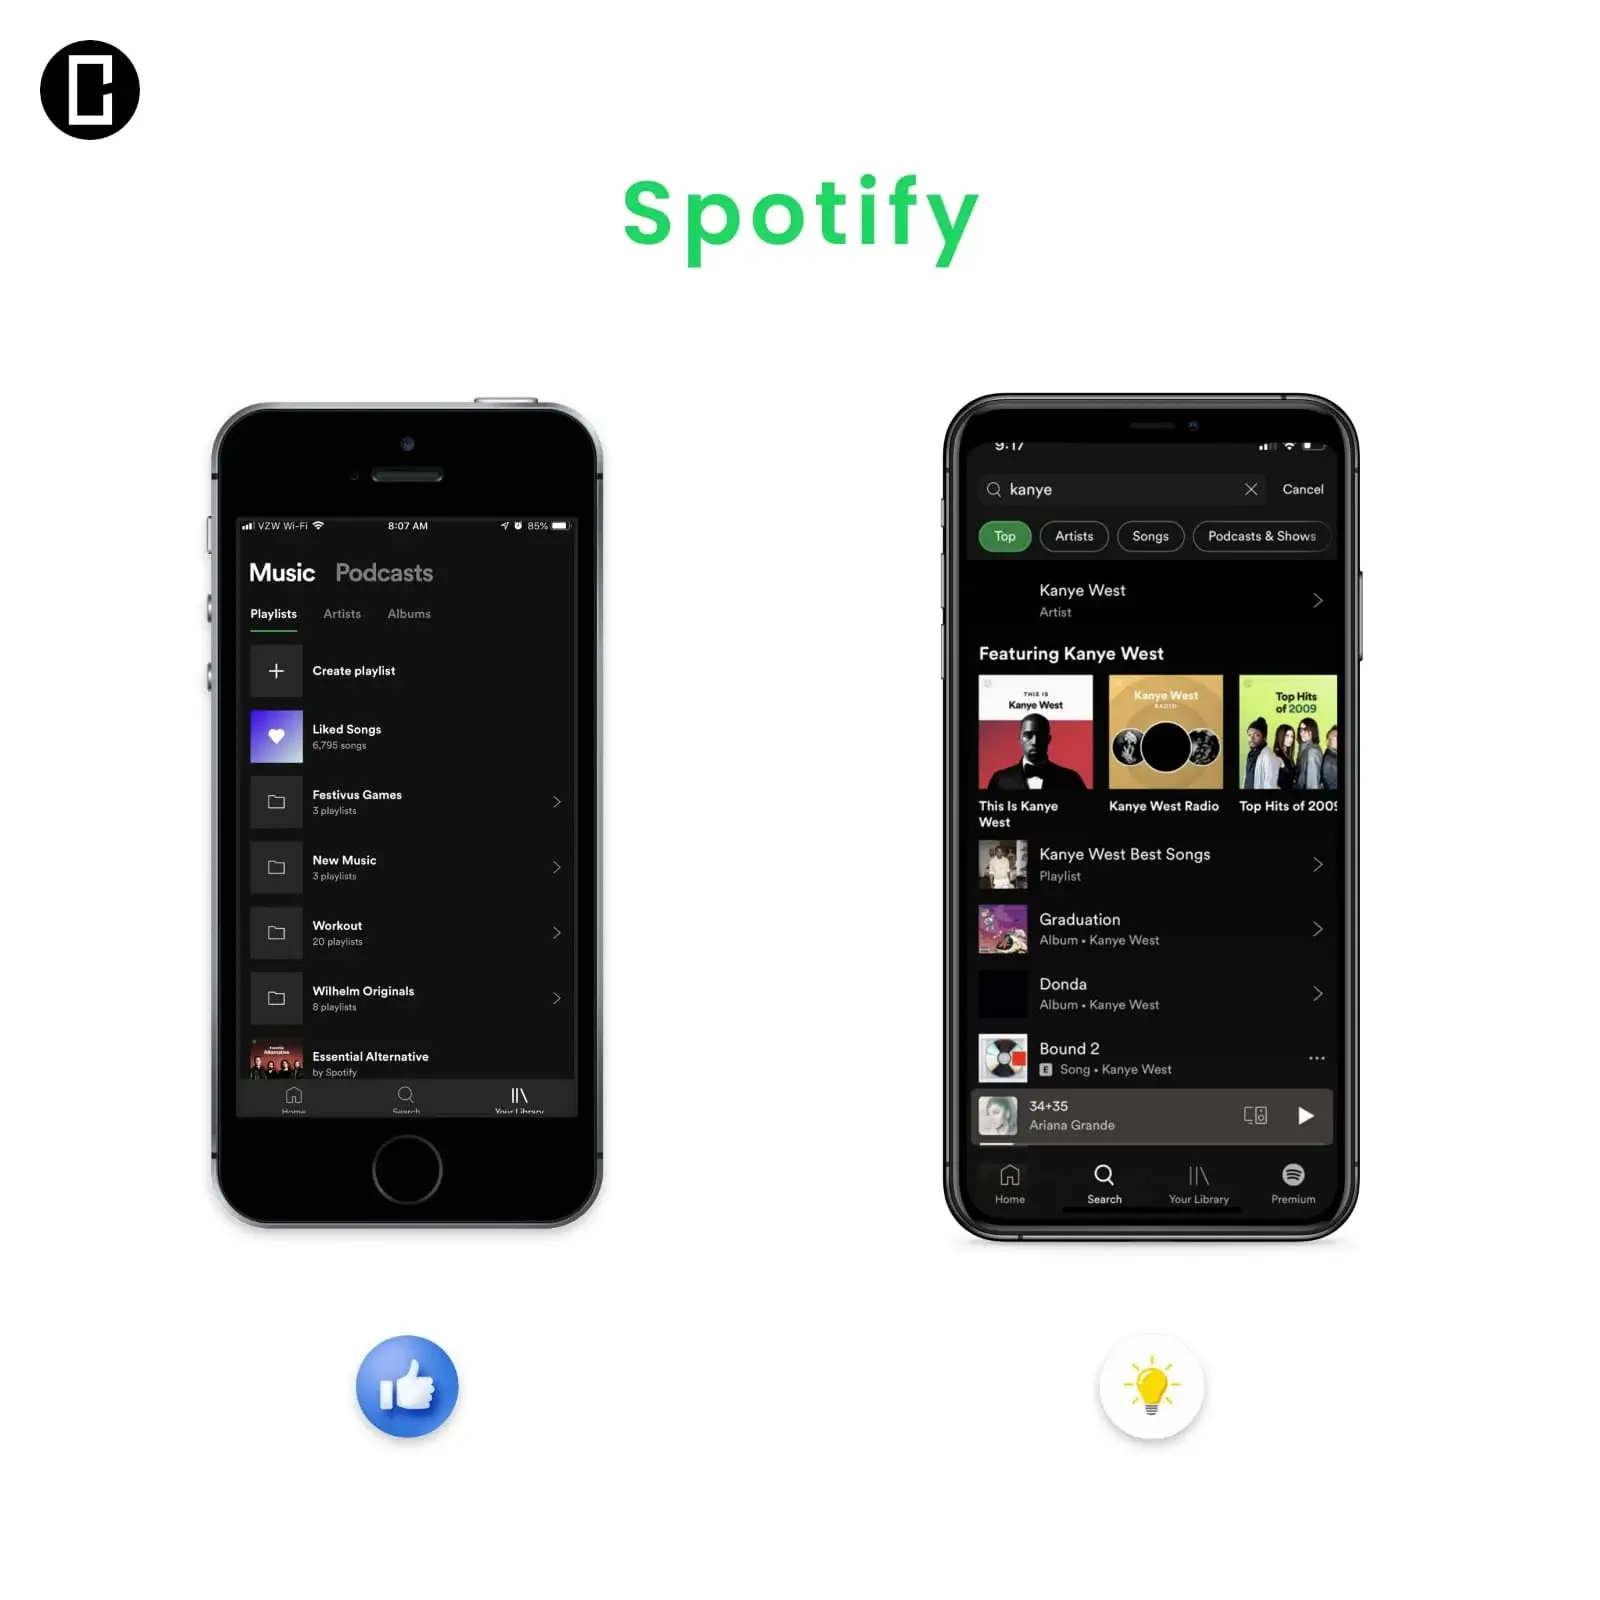 Spotify
VZW Wi-Fi 8:07 AM 85%
Music Podcasts
Playlists Artists Albums
Create playlist
Liked Songs
6,795 songs
Festivus Games
3 playlists
New Music
3 playlists
Workout
20 playlists
Wilhelm Originals
8 playlists
Essential Alternative
Essential Alternative
by Spotify
Home Search Your Library
9:17
kanye Cancel
Top Artists Songs Podcasts & Shows
Kanye West
Artist
Featuring Kanye West
THIS IS
Kanye West
Kanye West
RADIO
Top Hits
of 2009
This Is Kanye
West
Kanye West Radio
Top Hits of 2009
Kanye West Best Songs
Playlist
Graduation
Album • Kanye West
Donda
Album • Kanye West
Bound 2
E Song • Kanye West
34+35
Ariana Grande
Home Search Your Library Premium